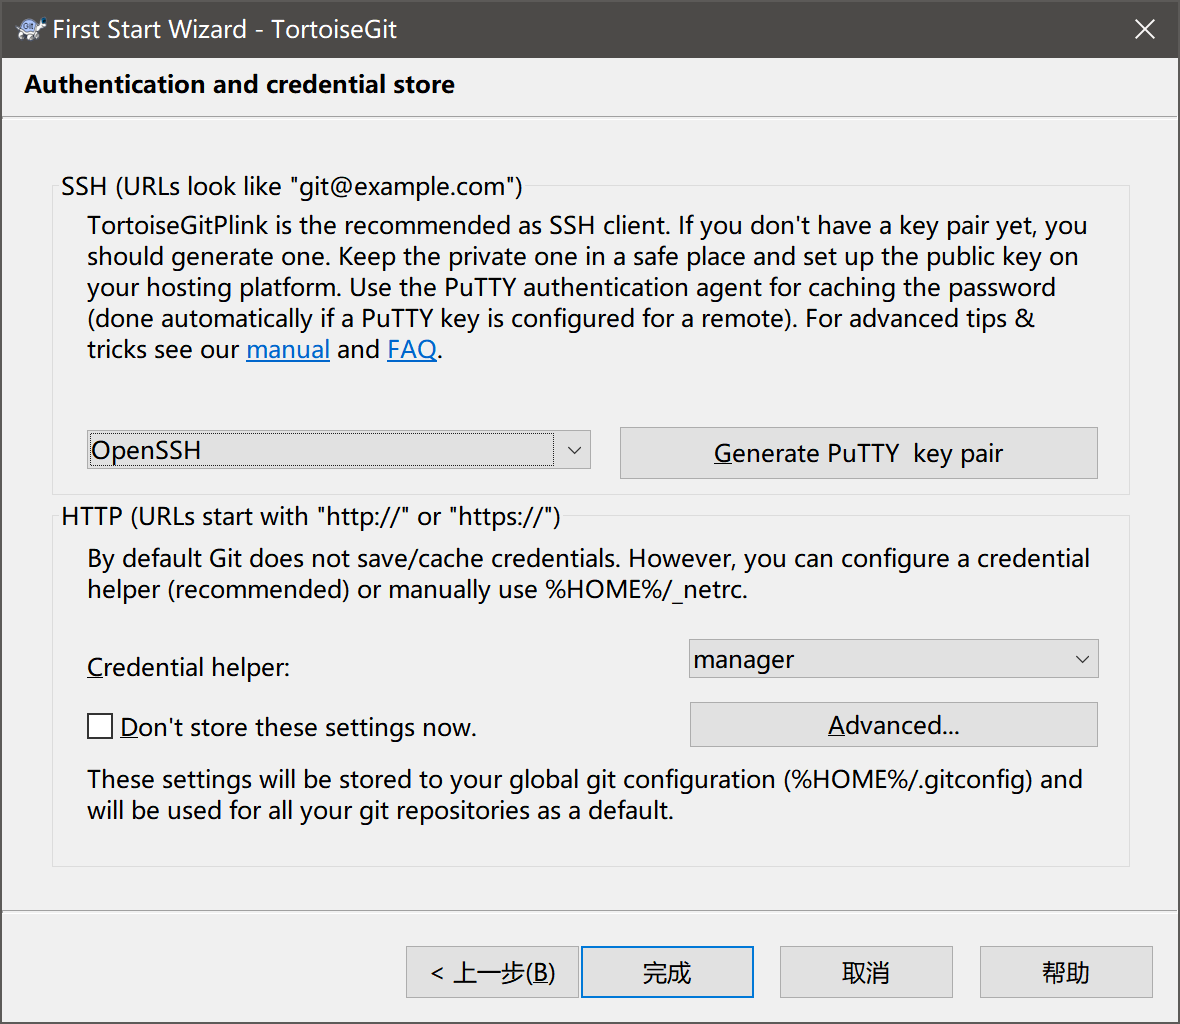 First Start Wizard - TortoiseGit
Authentication and credential store
SSH (URLs look like "git@example.com")
TortoiseGitPlink is the recommended as SSH client. If you don't have a key pair yet, you
should generate one. Keep the private one in a safe place and set up the public key on
your hosting platform. Use the PuTTY authentication agent for caching the password
(done automatically if a PuTTY key is configured for a remote). For advanced tips &
tricks see our manual and FAQ.
OpenSSH
Generate PuTTY  key pair
HTTP (URLs start with "http://" or "https://")
By default Git does not save/cache credentials. However, you can configure a credential
helper (recommended) or manually use %HOME%/_netrc.
Credential helper:
manager
Don't store these settings now.
Advanced...
These settings will be stored to your global git configuration (%HOME%/.gitconfig) and
will be used for all your git repositories as a default.
< 上一步(B)
完成
取消
帮助